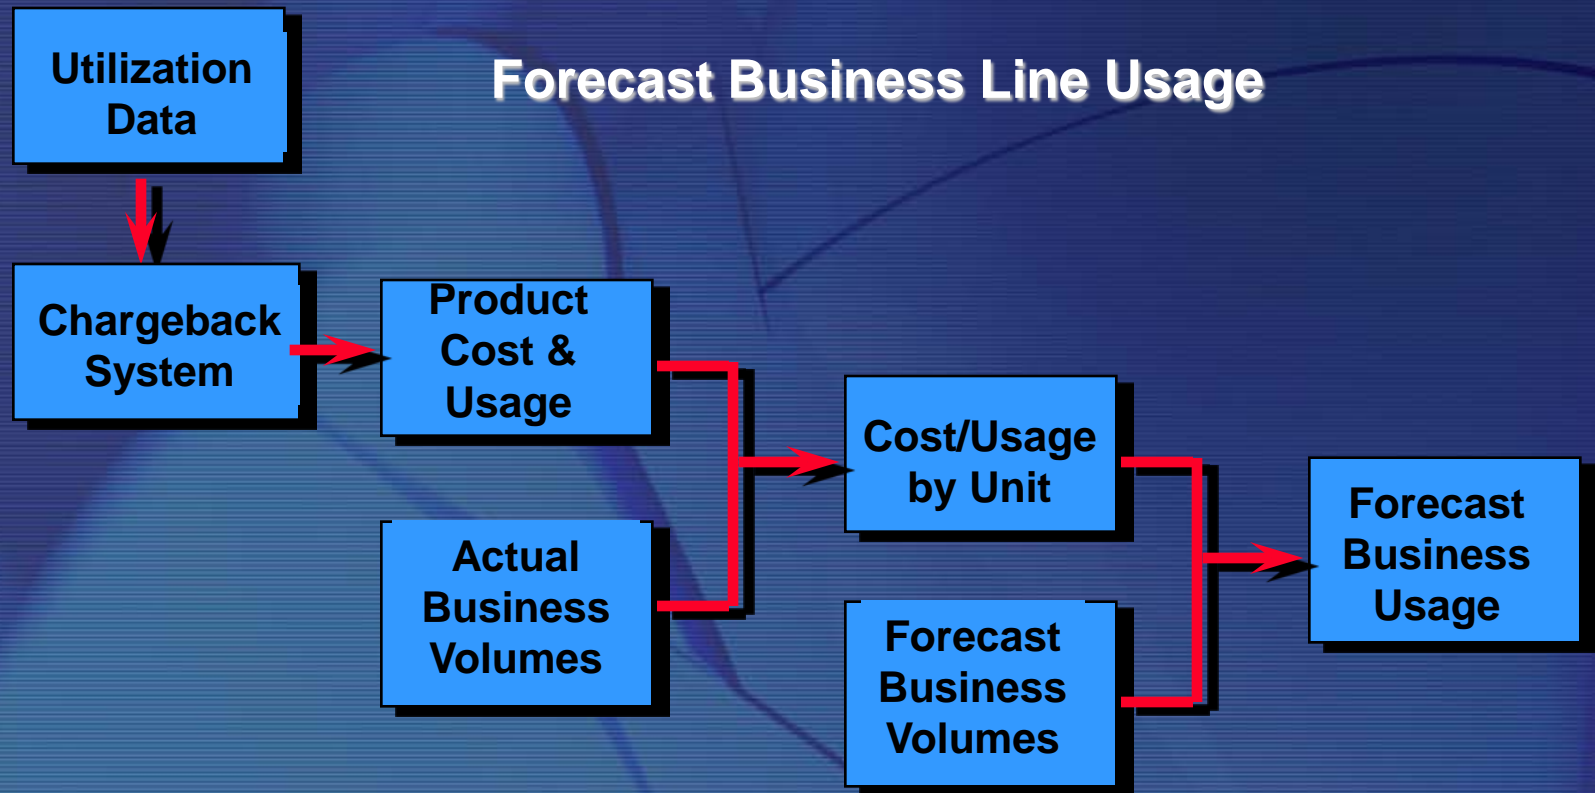 Forecast Business Line Usage
Utilization
Data
Chargeback
System
Product
Cost &
Usage
Actual
Business
Volumes
Cost/Usage
by Unit
Forecast
Business
Volumes
Forecast
Business
Usage